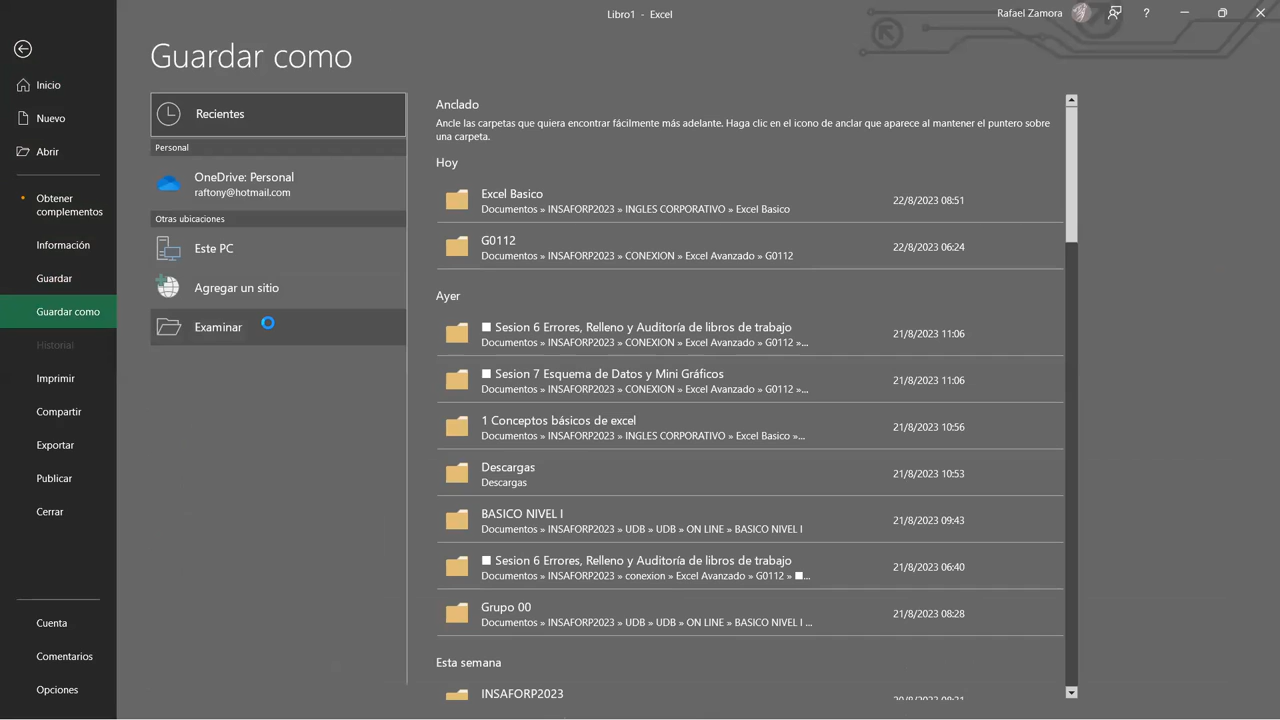 Libro1 - Excel
Rafael Zamora
?
Guardar como
Inicio
Nuevo
Abrir
Obtener
complementos
Información
Guardar
Guardar como
Historial
Imprimir
Compartir
Exportar
Publicar
Cerrar
Cuenta
Comentarios
Opciones
Recientes
Personal
OneDrive: Personal
raftony@hotmail.com
Otras ubicaciones
Este PC
Agregar un sitio
Examinar
Anclado
Ancle las carpetas que quiera encontrar fácilmente más adelante. Haga clic en el icono de anclar que aparece al mantener el puntero sobre
una carpeta.
Hoy
Excel Basico
Documentos » INSAFORP2023 » INGLES CORPORATIVO » Excel Basico
22/8/2023 08:51
G0112
Documentos » INSAFORP2023 » CONEXION » Excel Avanzado » G0112
22/8/2023 06:24
Ayer
■ Sesion 6 Errores, Relleno y Auditoría de libros de trabajo
Documentos » INSAFORP2023 » CONEXION » Excel Avanzado » G0112 »...
21/8/2023 11:06
■ Sesion 7 Esquema de Datos y Mini Gráficos
Documentos » INSAFORP2023 » CONEXION » Excel Avanzado » G0112 »...
21/8/2023 11:06
1 Conceptos básicos de excel
Documentos » INSAFORP2023 » INGLES CORPORATIVO » Excel Basico »...
21/8/2023 10:56
Descargas
Descargas
21/8/2023 10:53
BASICO NIVEL I
Documentos » INSAFORP2023 » UDB » UDB » ON LINE » BASICO NIVEL I
21/8/2023 09:43
■ Sesion 6 Errores, Relleno y Auditoría de libros de trabajo
Documentos » INSAFORP2023 » conexion » Excel Avanzado » G0112 » ■...
21/8/2023 06:40
Grupo 00
Documentos » INSAFORP2023 » UDB » UDB » ON LINE » BASICO NIVEL I ...
21/8/2023 08:28
Esta semana
INSAFORP2023